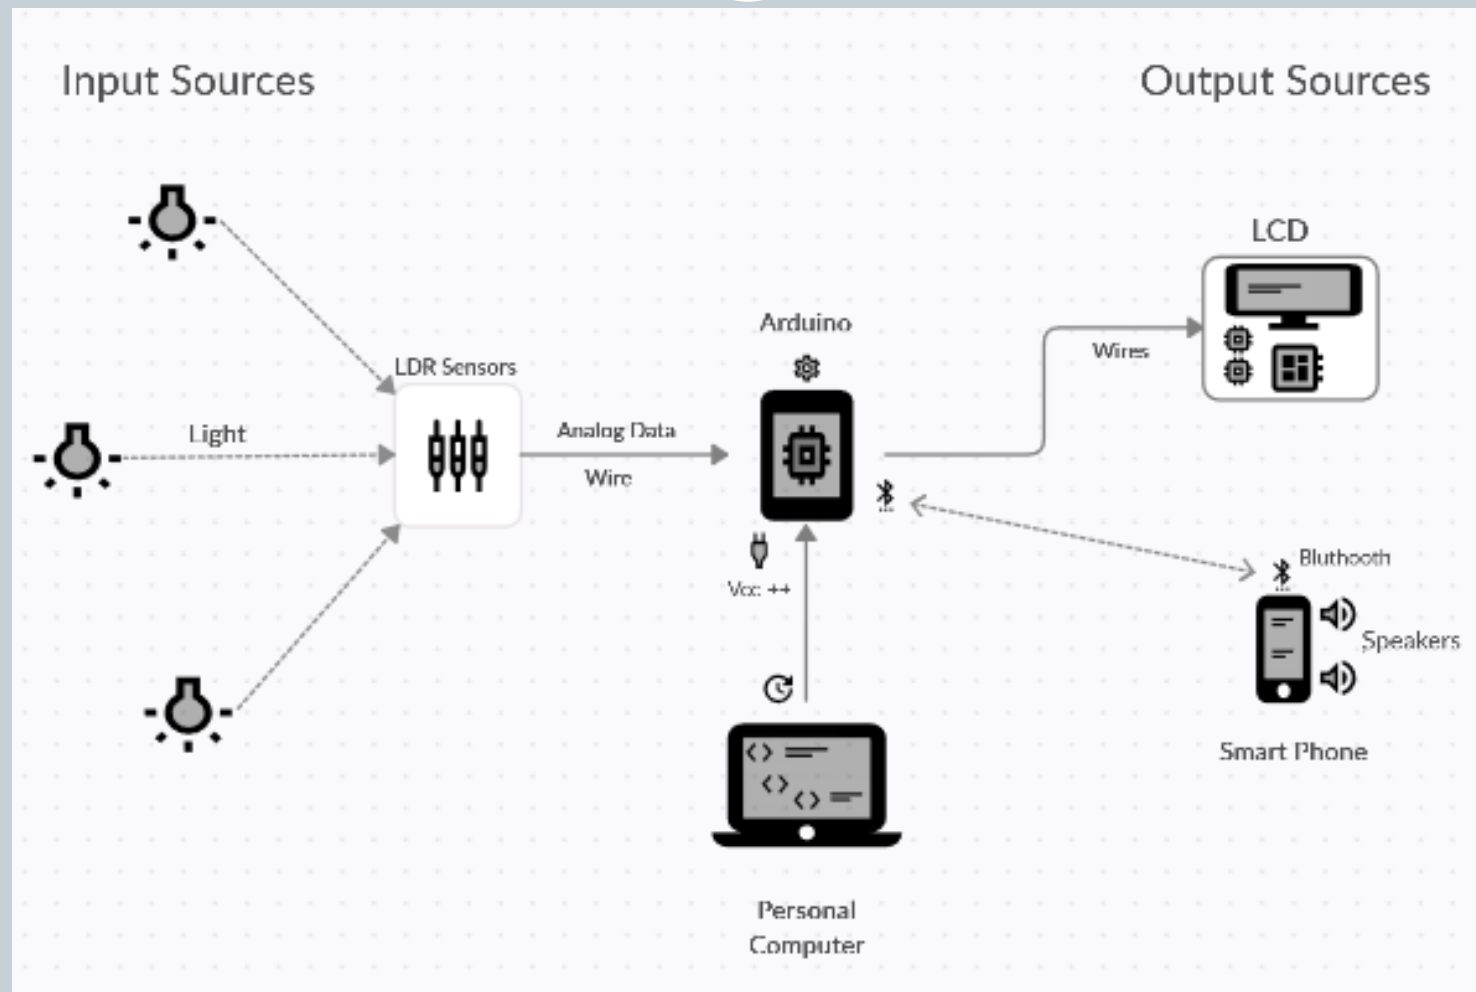 Input Sources
Output Sources
LCD
Arduino
Wires
LDR Sensors
Light
Analog Data
Wire
Bluthooth
Vcc ++
Speakers
Smart Phone
Personal
Computer